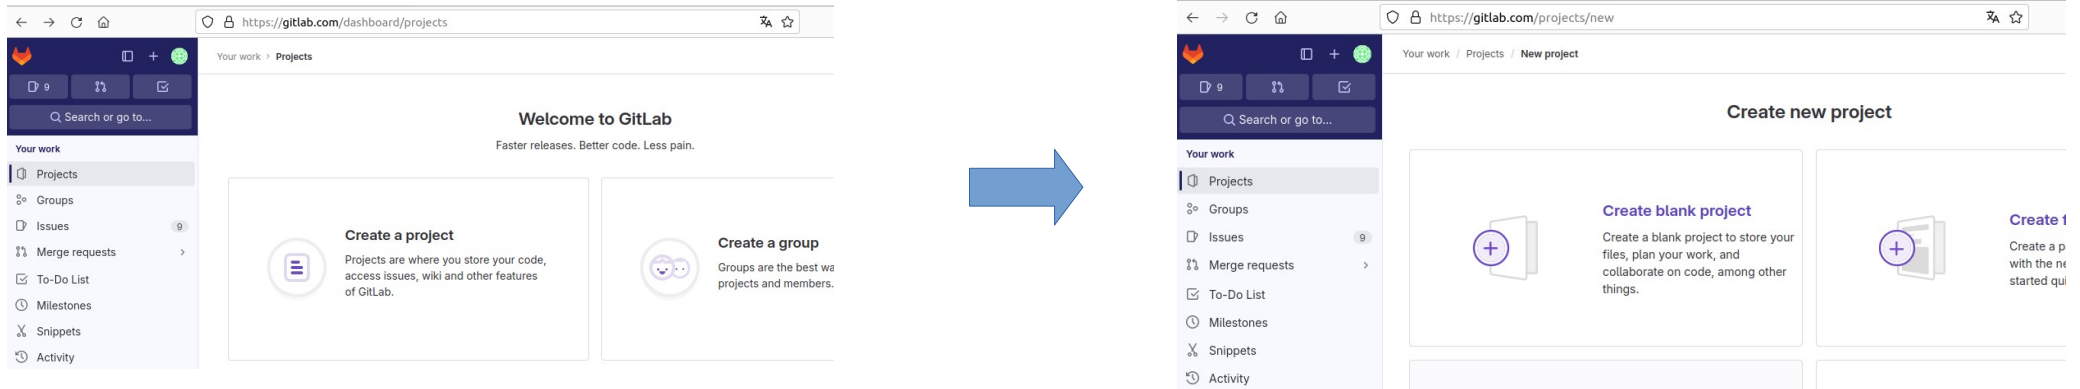 https://gitlab.com/dashboard/projects
Your work > Projects
9
Search or go to...
Your work
Projects
Groups
Issues 9
Merge requests
To-Do List
Milestones
Snippets
Activity
Welcome to GitLab
Faster releases. Better code. Less pain.
Create a project
Projects are where you store your code,
access issues, wiki and other features
of GitLab.
Create a group
Groups are the best wa
projects and members.
https://gitlab.com/projects/new
Your work / Projects / New project
9
Search or go to...
Your work
Projects
Groups
Issues 9
Merge requests
To-Do List
Milestones
Snippets
Activity
Create new project
Create blank project
Create a blank project to store your
files, plan your work, and
collaborate on code, among other
things.
Create f
Create a p
with the ne
started qui